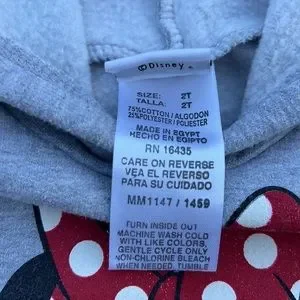 ©Disney
SIZE: 2T
TALLA: 2T
75%COTTON / ALGODON
25%POLYESTER / POLIESTER
MADE IN EGYPT
HECHO EN EGIPTO
RN 16435
CARE ON REVERSE
VEA EL REVERSO
PARA SU CUIDADO
MM1147 / 1459
TURN INSIDE OUT
MACHINE WASH COLD
WITH LIKE COLORS,
GENTLE CYCLE ONLY
NON-CHLORINE BLEACH
WHEN NEEDED, TUMBLE